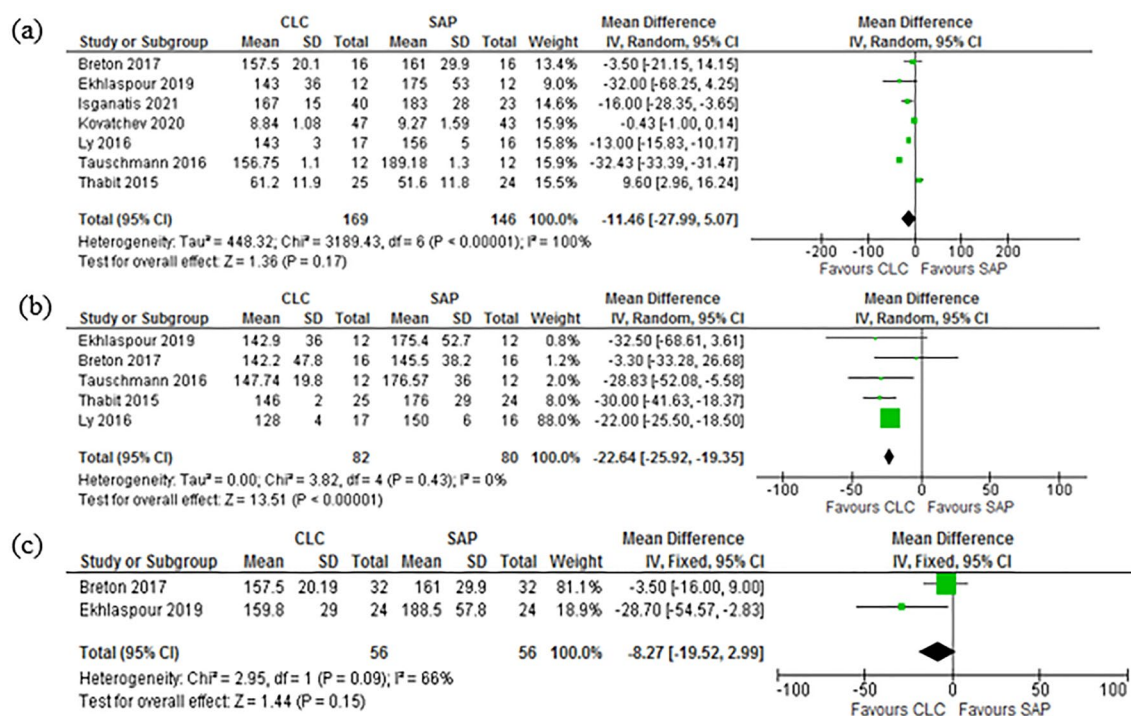 (a)
CLC SAP Mean Difference Mean Difference
Study or Subgroup Mean SD Total Mean SD Total Weight IV, Random, 95% CI IV, Random, 95% CI
Breton 2017 157.5 20.1 16 161 29.9 16 13.4% -3.50 [-21.15, 14.15]
Ekhlaspour 2019 143 36 12 175 53 12 9.0% -32.00 [-68.25, 4.25]
Isganatis 2021 167 15 40 183 28 23 14.6% -16.00 [-28.35, -3.65]
Kovatchev 2020 8.84 1.08 47 9.27 1.59 43 15.9% -0.43 [-1.00, 0.14]
Ly 2016 143 3 17 156 5 16 15.8% -13.00 [-15.83, -10.17]
Tauschmann 2016 156.75 1.1 12 189.18 1.3 12 15.9% -32.43 [-33.39, -31.47]
Thabit 2015 61.2 11.9 25 51.6 11.8 24 15.5% 9.60 [2.96, 16.24]
Total (95% CI) 169 146 100.0% -11.46 [-27.99, 5.07]
Heterogeneity: Tau² = 448.32; Chi² = 3189.43, df = 6 (P < 0.00001); I² = 100%
Test for overall effect: Z = 1.36 (P = 0.17)
-200 -100 0 100 200
Favours CLC Favours SAP
(b)
CLC SAP Mean Difference Mean Difference
Study or Subgroup Mean SD Total Mean SD Total Weight IV, Random, 95% CI IV, Random, 95% CI
Ekhlaspour 2019 142.9 36 12 175.4 52.7 12 0.8% -32.50 [-68.61, 3.61]
Breton 2017 142.2 47.8 16 145.5 38.2 16 1.2% -3.30 [-33.28, 26.68]
Tauschmann 2016 147.74 19.8 12 176.57 36 12 2.0% -28.83 [-52.08, -5.58]
Thabit 2015 146 2 25 176 29 24 8.0% -30.00 [-41.63, -18.37]
Ly 2016 128 4 17 150 6 16 88.0% -22.00 [-25.50, -18.50]
Total (95% CI) 82 80 100.0% -22.64 [-25.92, -19.35]
Heterogeneity: Tau² = 0.00; Chi² = 3.82, df = 4 (P = 0.43); I² = 0%
Test for overall effect: Z = 13.51 (P < 0.00001)
-100 -50 0 50 100
Favours CLC Favours SAP
(c)
CLC SAP Mean Difference Mean Difference
Study or Subgroup Mean SD Total Mean SD Total Weight IV, Fixed, 95% CI IV, Fixed, 95% CI
Breton 2017 157.5 20.19 32 161 29.9 32 81.1% -3.50 [-16.00, 9.00]
Ekhlaspour 2019 159.8 29 24 188.5 57.8 24 18.9% -28.70 [-54.57, -2.83]
Total (95% CI) 56 56 100.0% -8.27 [-19.52, 2.99]
Heterogeneity: Chi² = 2.95, df = 1 (P = 0.09); I² = 66%
Test for overall effect: Z = 1.44 (P = 0.15)
-100 -50 0 50 100
Favours CLC Favours SAP